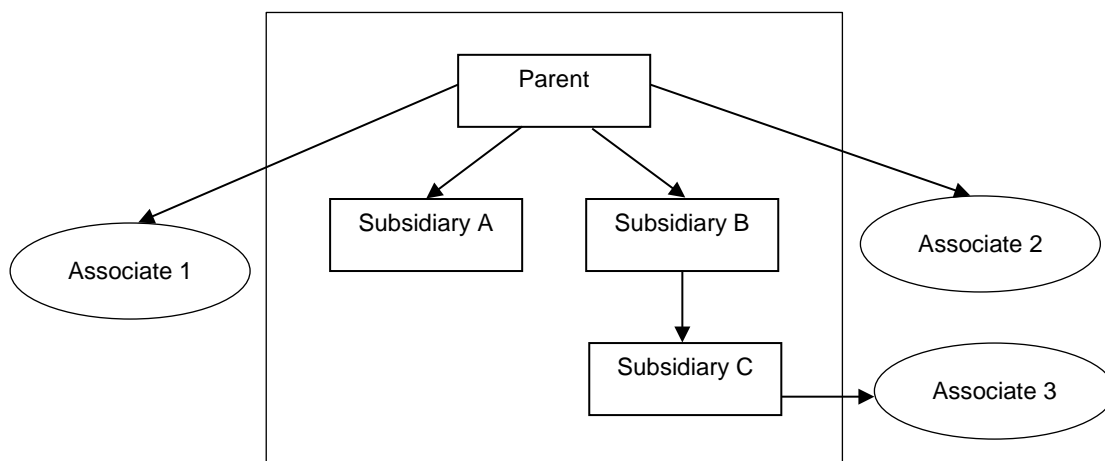 Parent
Subsidiary A
Subsidiary B
Associate 1
Associate 2
Subsidiary C
Associate 3